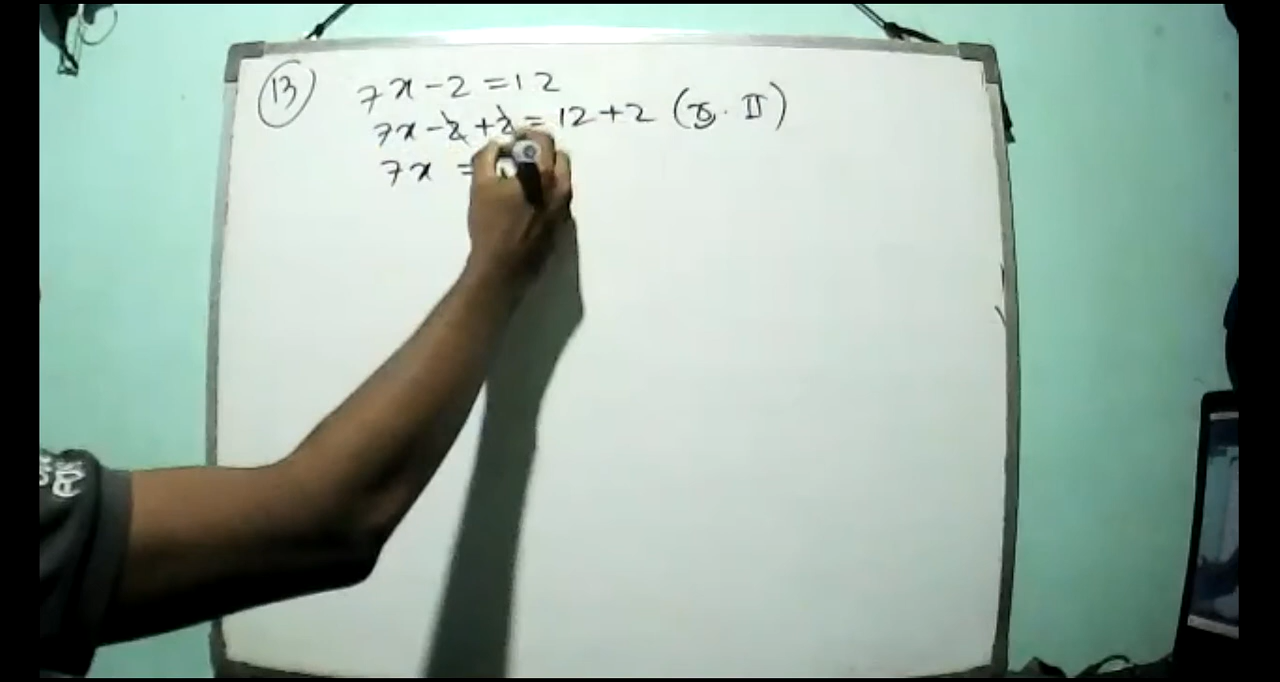 13
7x - 2 = 12
7x - 2 + 2 = 12 + 2
7x =